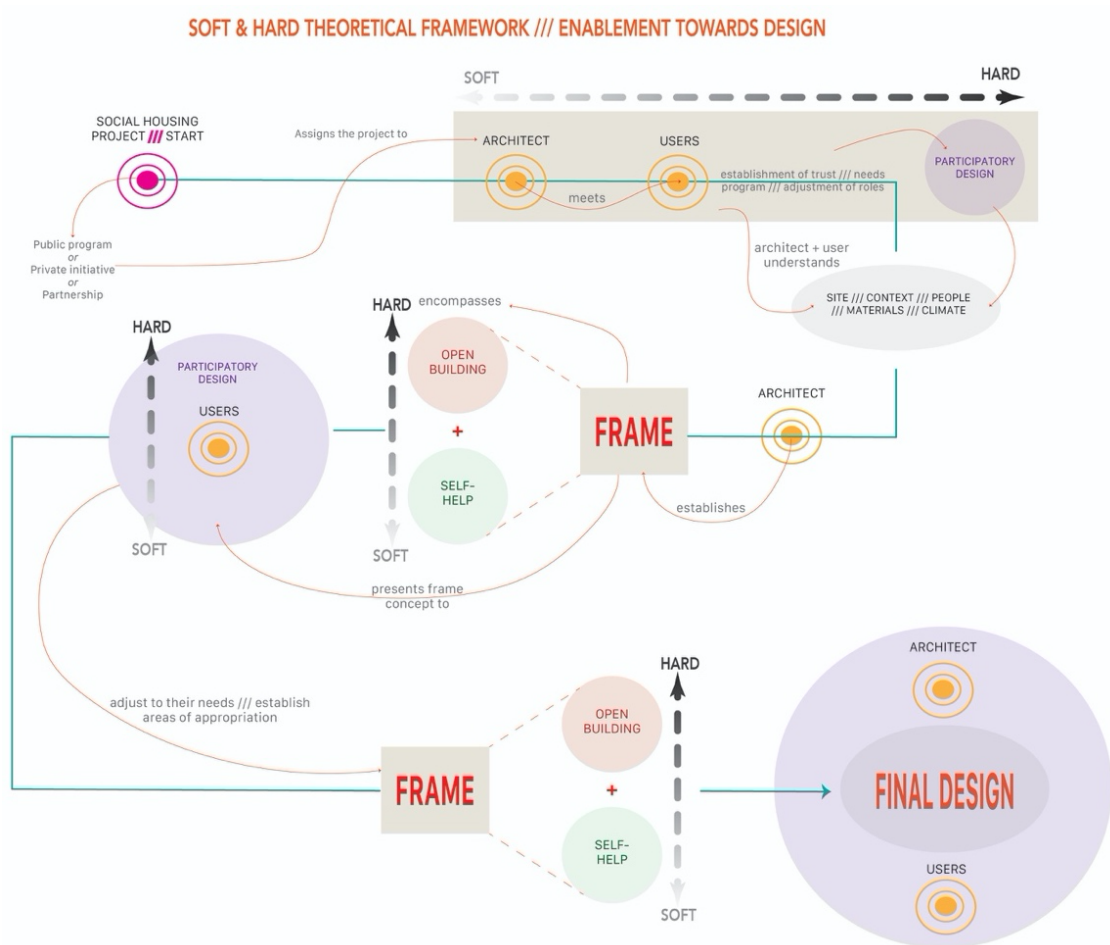 SOFT & HARD THEORETICAL FRAMEWORK /// ENABLEMENT TOWARDS DESIGN
SOFT
HARD
SOCIAL HOUSING
PROJECT /// START
Assigns the project to
ARCHITECT
USERS
meets
establishment of trust /// needs
program /// adjustment of roles
PARTICIPATORY
DESIGN
Public program
or
Private initiative
or
Partnership
architect + user
understands
SITE /// CONTEXT /// PEOPLE
/// MATERIALS /// CLIMATE
HARD
PARTICIPATORY
DESIGN
USERS
SOFT
HARD
encompasses
OPEN
BUILDING
+
SELF-
HELP
SOFT
FRAME
ARCHITECT
establishes
presents frame
concept to
adjust to their needs /// establish
areas of appropriation
FRAME
OPEN
BUILDING
+
SELF-
HELP
HARD
SOFT
ARCHITECT
FINAL DESIGN
USERS